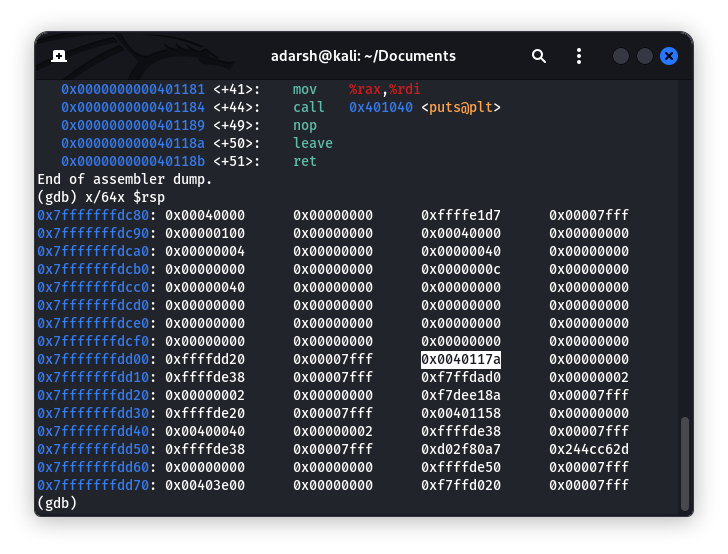 adarsh@kali: ~/Documents
0x0000000000401181 <+41>: mov %rax,%rdi
0x0000000000401184 <+44>: call 0x401040 <puts@plt>
0x0000000000401189 <+49>: nop
0x000000000040118a <+50>: leave
0x000000000040118b <+51>: ret
End of assembler dump.
(gdb) x/64x $rsp
0x7fffffffdc80: 0x00040000 0x00000000 0xffffe1d7 0x00007fff
0x7fffffffdc90: 0x00000100 0x00000000 0x00040000 0x00000000
0x7fffffffdca0: 0x00000004 0x00000000 0x00000040 0x00000000
0x7fffffffdcb0: 0x00000000 0x00000000 0x0000000c 0x00000000
0x7fffffffdcc0: 0x00000040 0x00000000 0x00000000 0x00000000
0x7fffffffdcd0: 0x00000000 0x00000000 0x00000000 0x00000000
0x7fffffffdce0: 0x00000000 0x00000000 0x00000000 0x00000000
0x7fffffffdcf0: 0x00000000 0x00000000 0x00000000 0x00000000
0x7fffffffdd00: 0xffffdd20 0x00007fff 0x0040117a 0x00000000
0x7fffffffdd10: 0xffffde38 0x00007fff 0xf7ffdad0 0x00000002
0x7fffffffdd20: 0x00000002 0x00000000 0xf7dee18a 0x00007fff
0x7fffffffdd30: 0xffffde20 0x00007fff 0x00401158 0x00000000
0x7fffffffdd40: 0x00400040 0x00000002 0xffffde38 0x00007fff
0x7fffffffdd50: 0xffffde38 0x00007fff 0xd02f80a7 0x244cc62d
0x7fffffffdd60: 0x00000000 0x00000000 0xffffde50 0x00007fff
0x7fffffffdd70: 0x00403e00 0x00000000 0xf7ffd020 0x00007fff
(gdb)